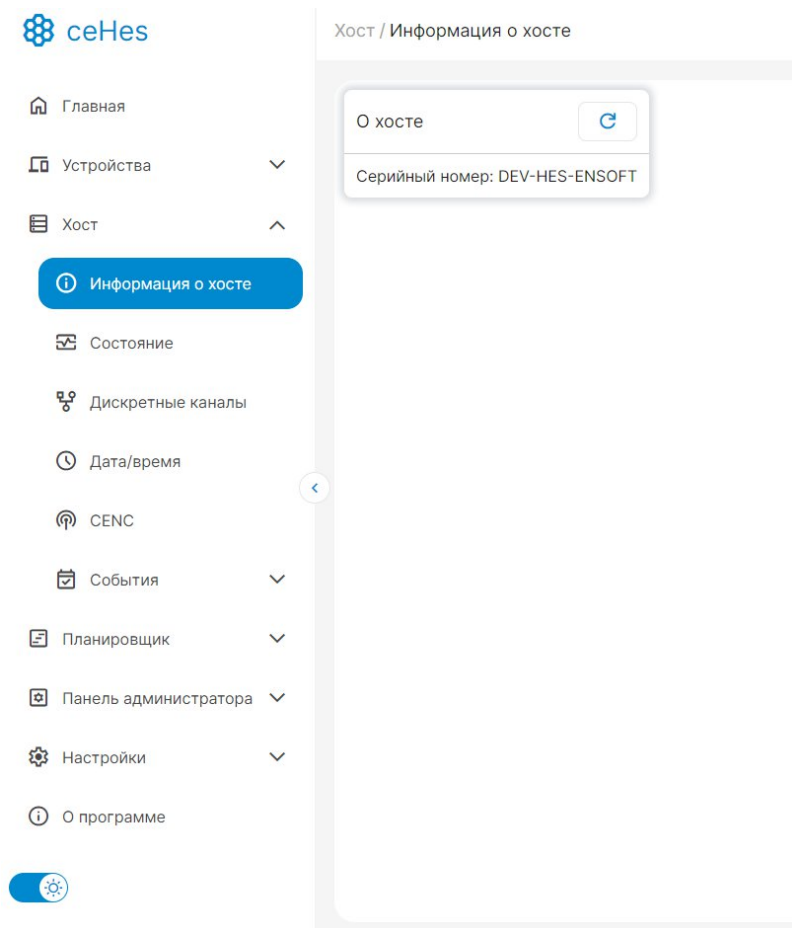 ceHes
Хост / Информация о хосте
Главная
Устройства
Хост
Информация о хосте
Состояние
Дискретные каналы
Дата/время
CENC
События
Планировщик
Панель администратора
Настройки
О программе
О хосте
Серийный номер: DEV-HES-ENSOFT